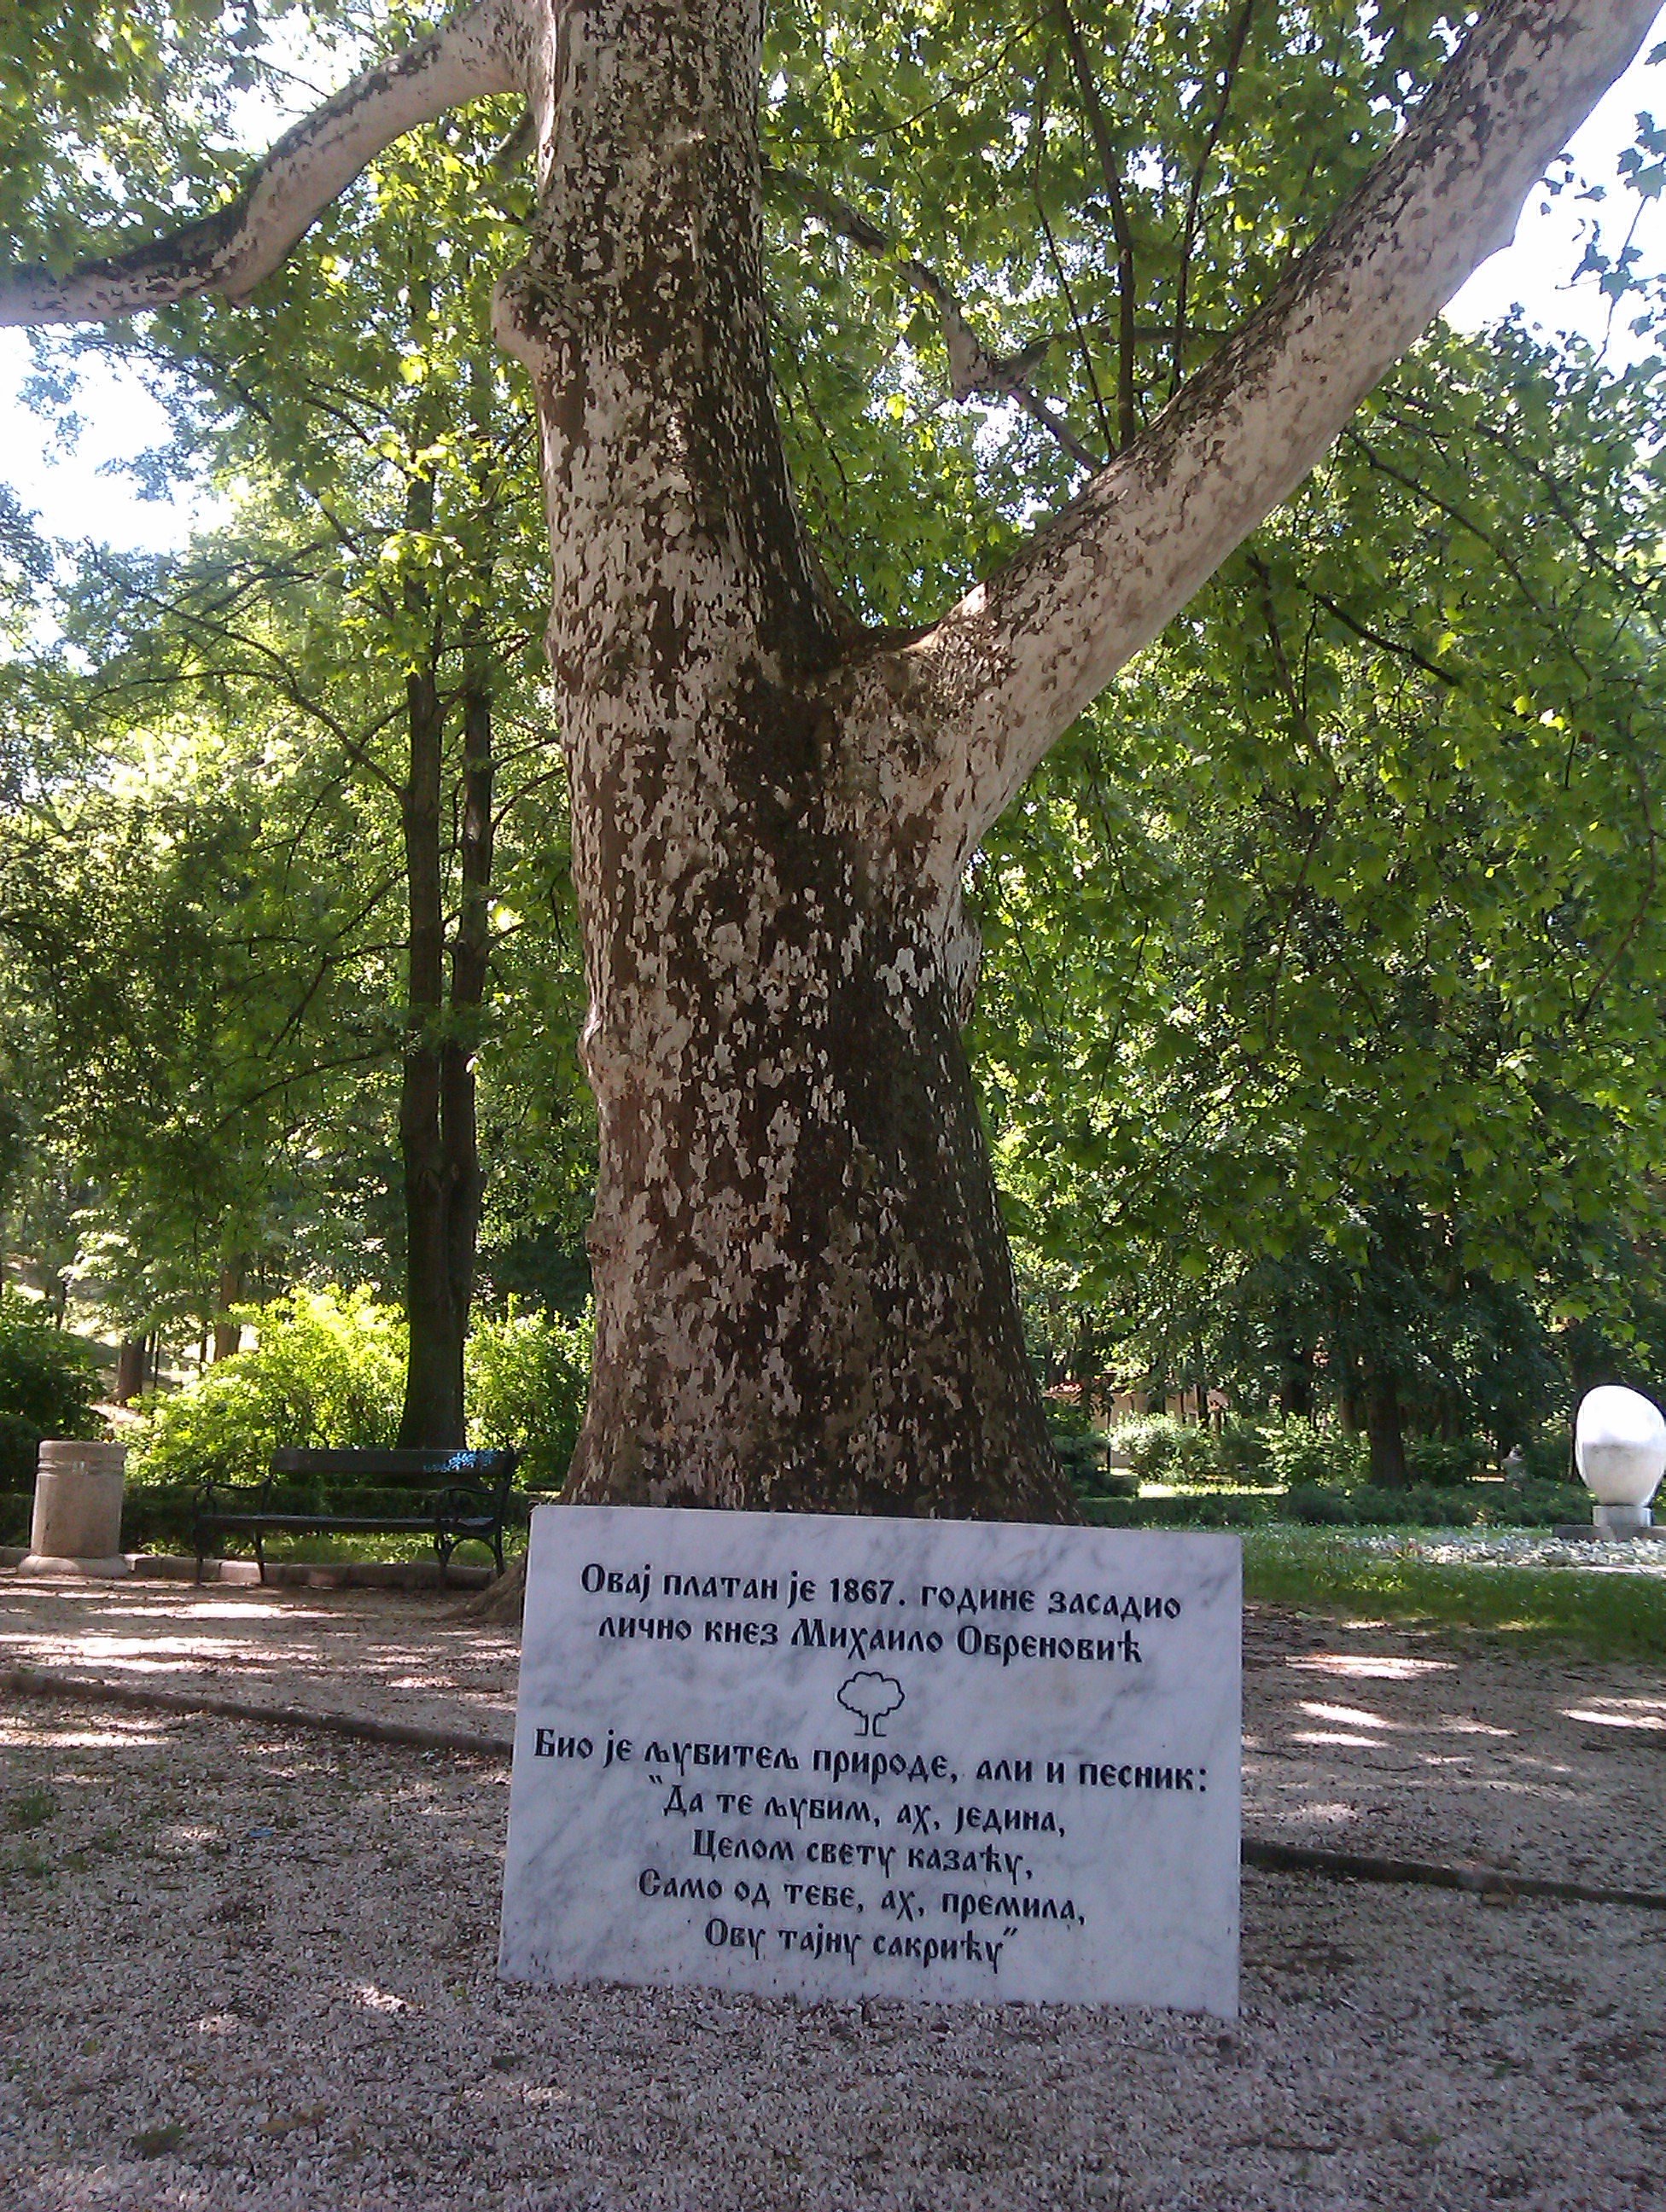 Овај платан је 1867. године засадио
лично кнез Михаило Обреновић
Био је љубитељ природе, али и песник:
"Да те љубим, ах, једина,
Целом свету казаћу,
Само од тебе, ах, премила,
Ову тајну сакрићу"